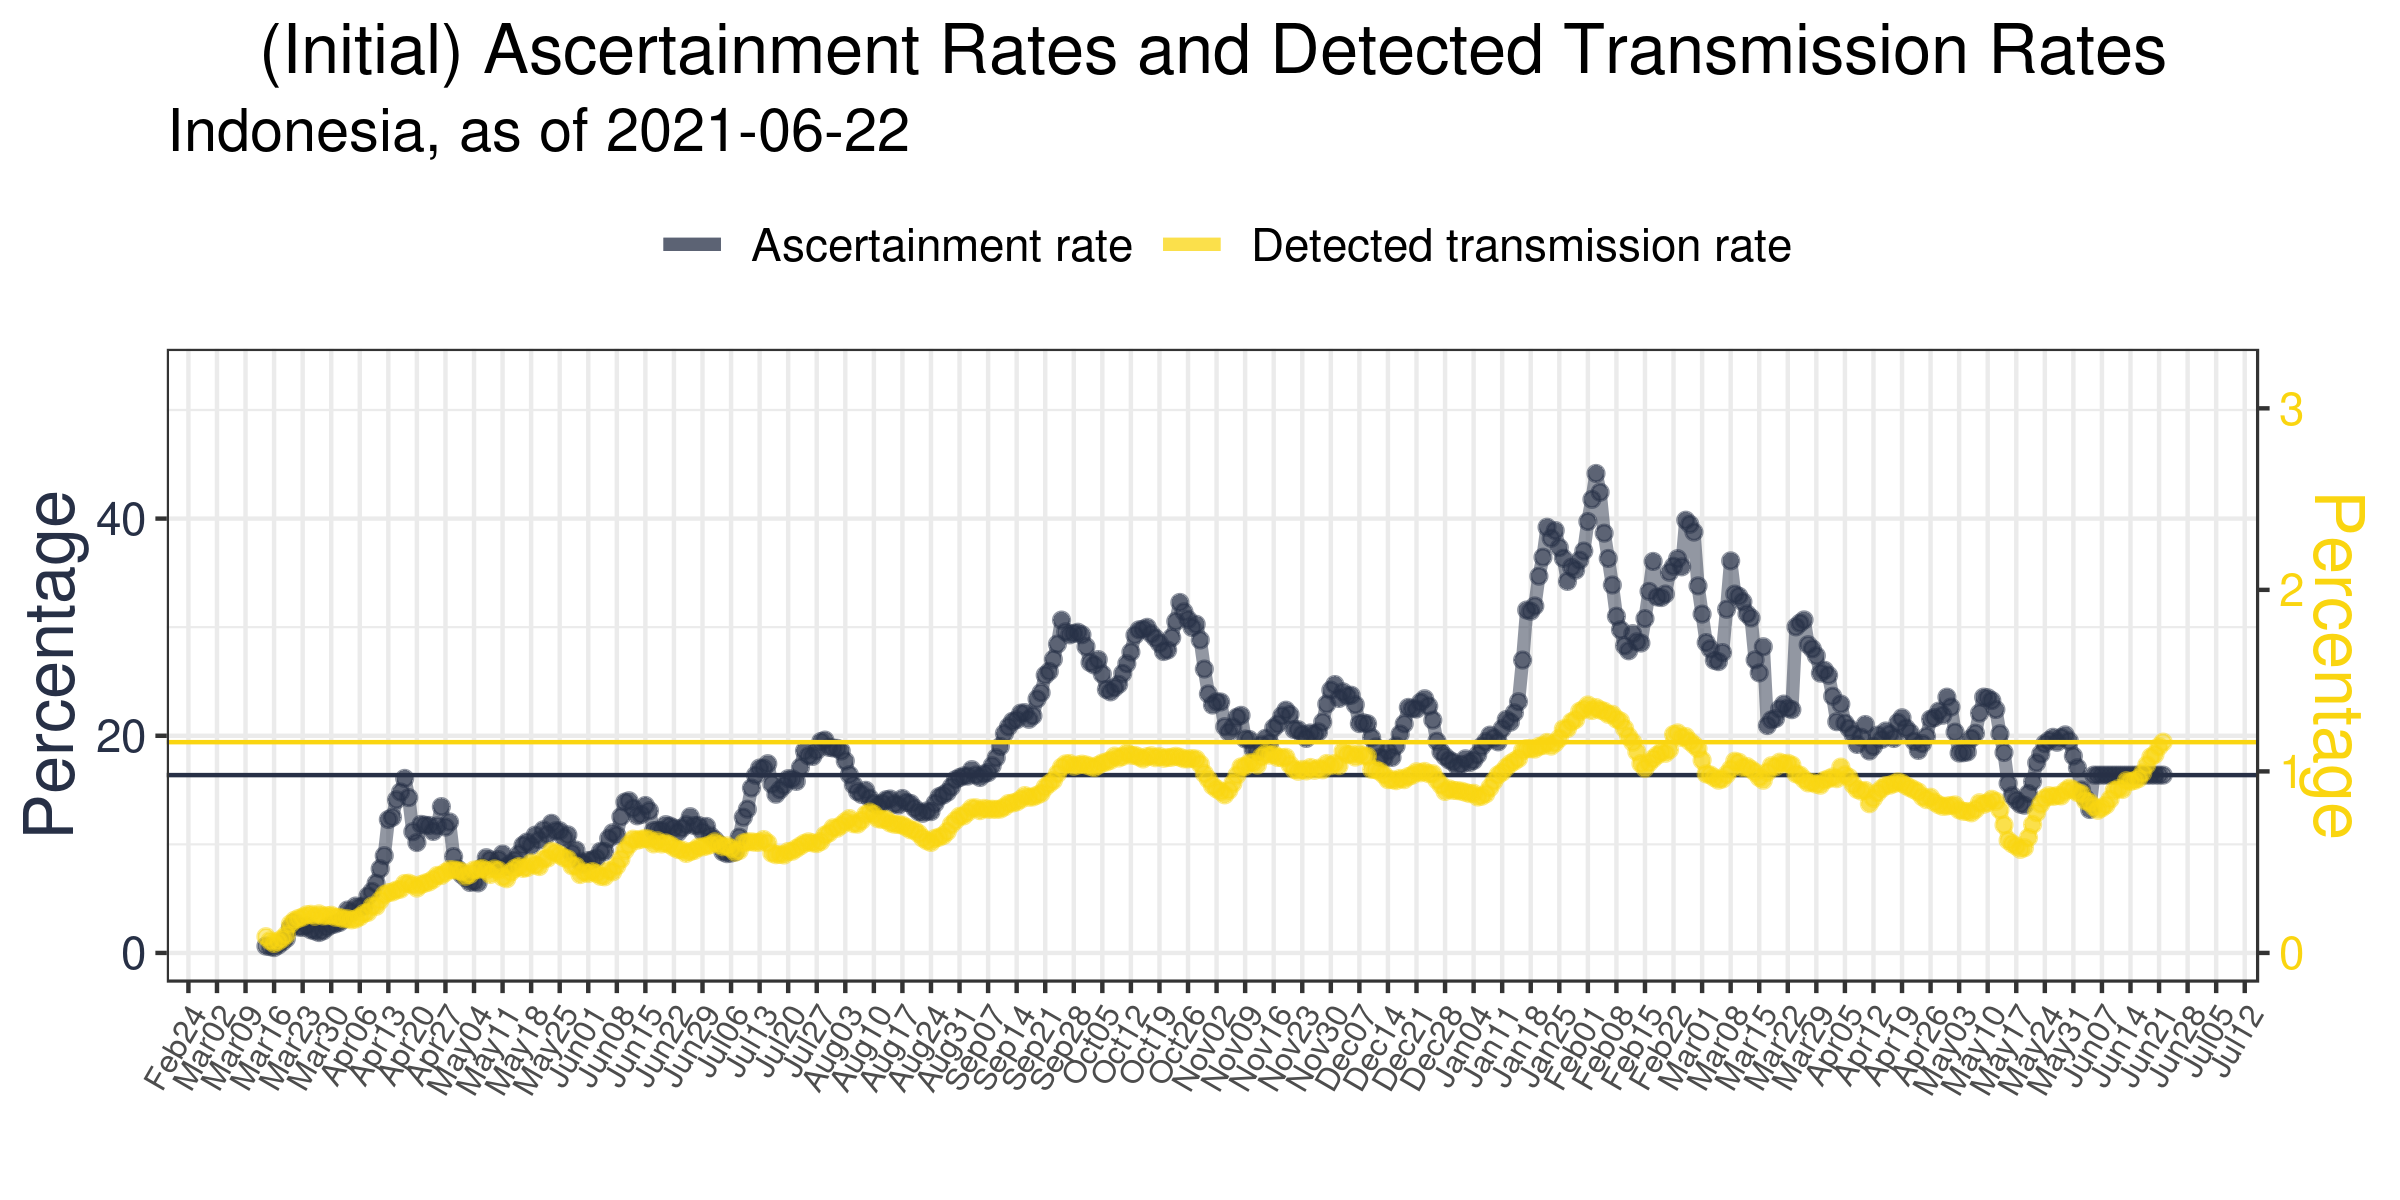 (Initial) Ascertainment Rates and Detected Transmission Rates
Indonesia, as of 2021-06-22
Ascertainment rate
Detected transmission rate
Percentage
40
20
0
3
2
1
0
Percentage
Feb24
Mar02
Mar09
Mar16
Mar23
Mar30
Apr06
Apr13
Apr20
Apr27
May04
May11
May18
May25
Jun01
Jun08
Jun15
Jun22
Jun29
Jul06
Jul13
Jul20
Jul27
Aug03
Aug10
Aug17
Aug24
Aug31
Sep07
Sep14
Sep21
Sep28
Oct05
Oct12
Oct19
Oct26
Nov02
Nov09
Nov16
Nov23
Nov30
Dec07
Dec14
Dec21
Dec28
Jan04
Jan11
Jan18
Jan25
Feb01
Feb08
Feb15
Feb22
Mar01
Mar08
Mar15
Mar22
Mar29
Apr05
Apr12
Apr19
Apr26
May03
May10
May17
May24
May31
Jun07
Jun14
Jun21
Jun28
Jul05
Jul12